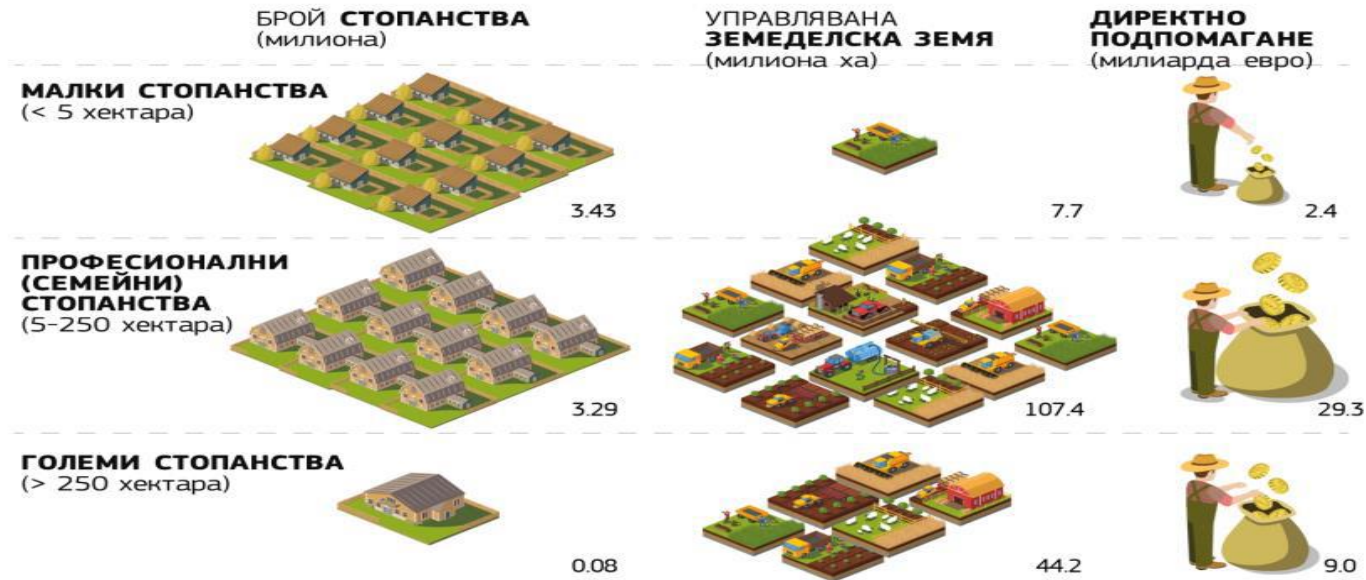 БРОЙ СТОПАНСТВА
(милиона)
УПРАВЛЯВАНА
ЗЕМЕДЕЛСКА ЗЕМЯ
(милиона ха)
ДИРЕКТНО
ПОДПОМАГАНЕ
(милиарда евро)
МАЛКИ СТОПАНСТВА
(< 5 хектара)
3.43
7.7
2.4
ПРОФЕСИОНАЛНИ
(СЕМЕЙНИ)
СТОПАНСТВА
(5-250 хектара)
3.29
107.4
29.3
ГОЛЕМИ СТОПАНСТВА
(> 250 хектара)
0.08
44.2
9.0